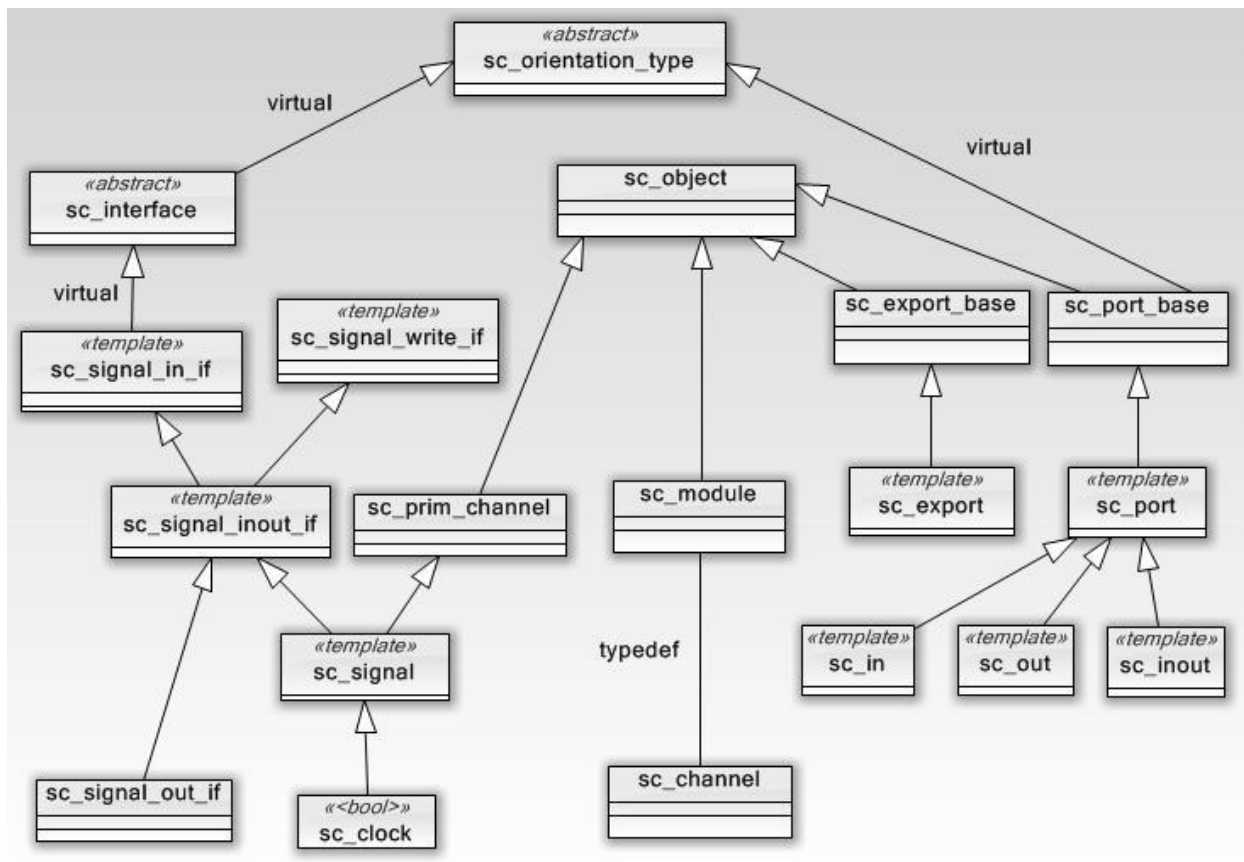 «abstract»
sc_orientation_type
virtual
virtual
«abstract»
sc_interface
sc_object
virtual
«template»
sc_signal_in_if
«template»
sc_signal_write_if
sc_export_base
sc_port_base
«template»
sc_signal_inout_if
sc_prim_channel
sc_module
«template»
sc_export
«template»
sc_port
«template»
sc_signal
typedef
«template»
sc_in
«template»
sc_out
«template»
sc_inout
sc_signal_out_if
«<bool>»
sc_clock
sc_channel